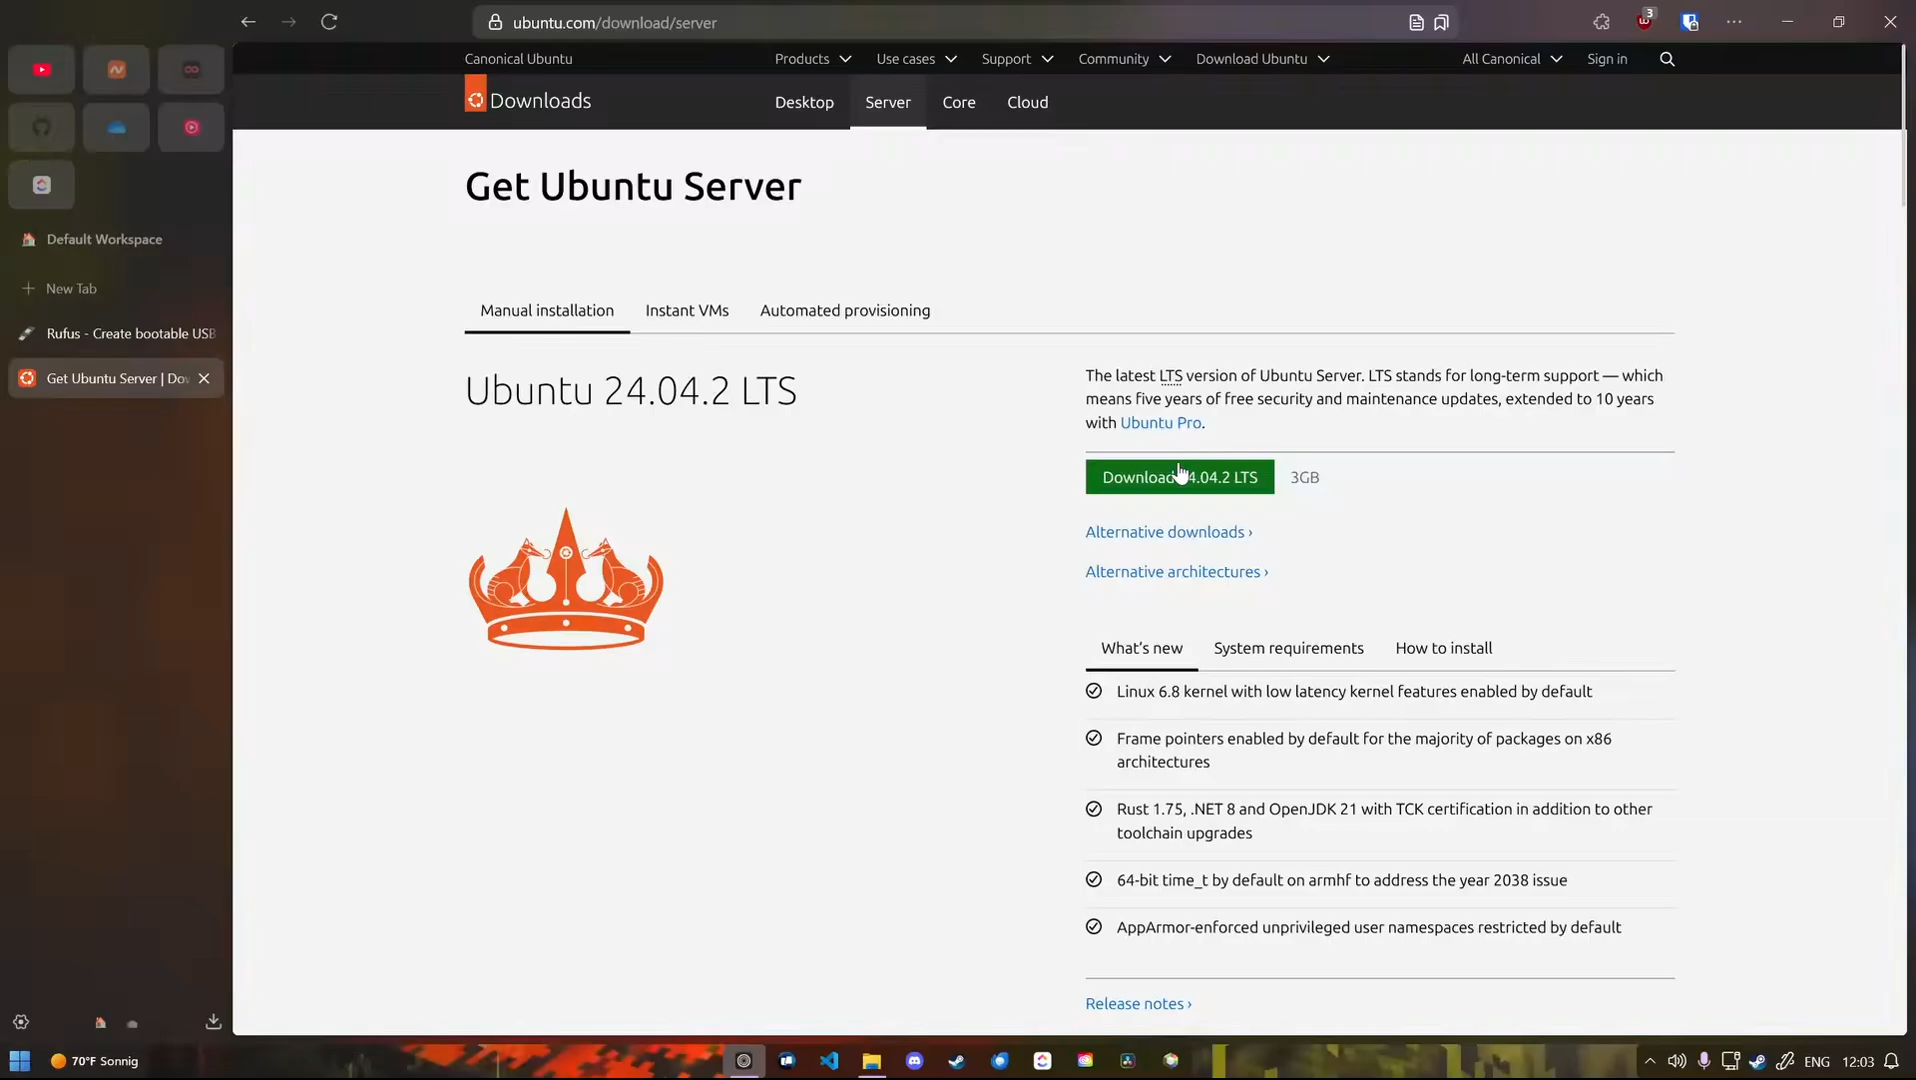 ubuntu.com/download/server
3
Canonical Ubuntu
Products
Use cases
Support
Community
Download Ubuntu
All Canonical
Sign in
Downloads
Desktop
Server
Core
Cloud
Default Workspace
New Tab
Rufus - Create bootable USB
Get Ubuntu Server | Dow
Get Ubuntu Server
Manual installation
Instant VMs
Automated provisioning
Ubuntu 24.04.2 LTS
The latest LTS version of Ubuntu Server. LTS stands for long-term support — which
means five years of free security and maintenance updates, extended to 10 years
with Ubuntu Pro.
Download 4.04.2 LTS
3GB
Alternative downloads ›
Alternative architectures ›
What's new
System requirements
How to install
Linux 6.8 kernel with low latency kernel features enabled by default
Frame pointers enabled by default for the majority of packages on x86
architectures
Rust 1.75, .NET 8 and OpenJDK 21 with TCK certification in addition to other
toolchain upgrades
64-bit time_t by default on armhf to address the year 2038 issue
AppArmor-enforced unprivileged user namespaces restricted by default
Release notes ›
70°F Sonnig
ENG
12:03